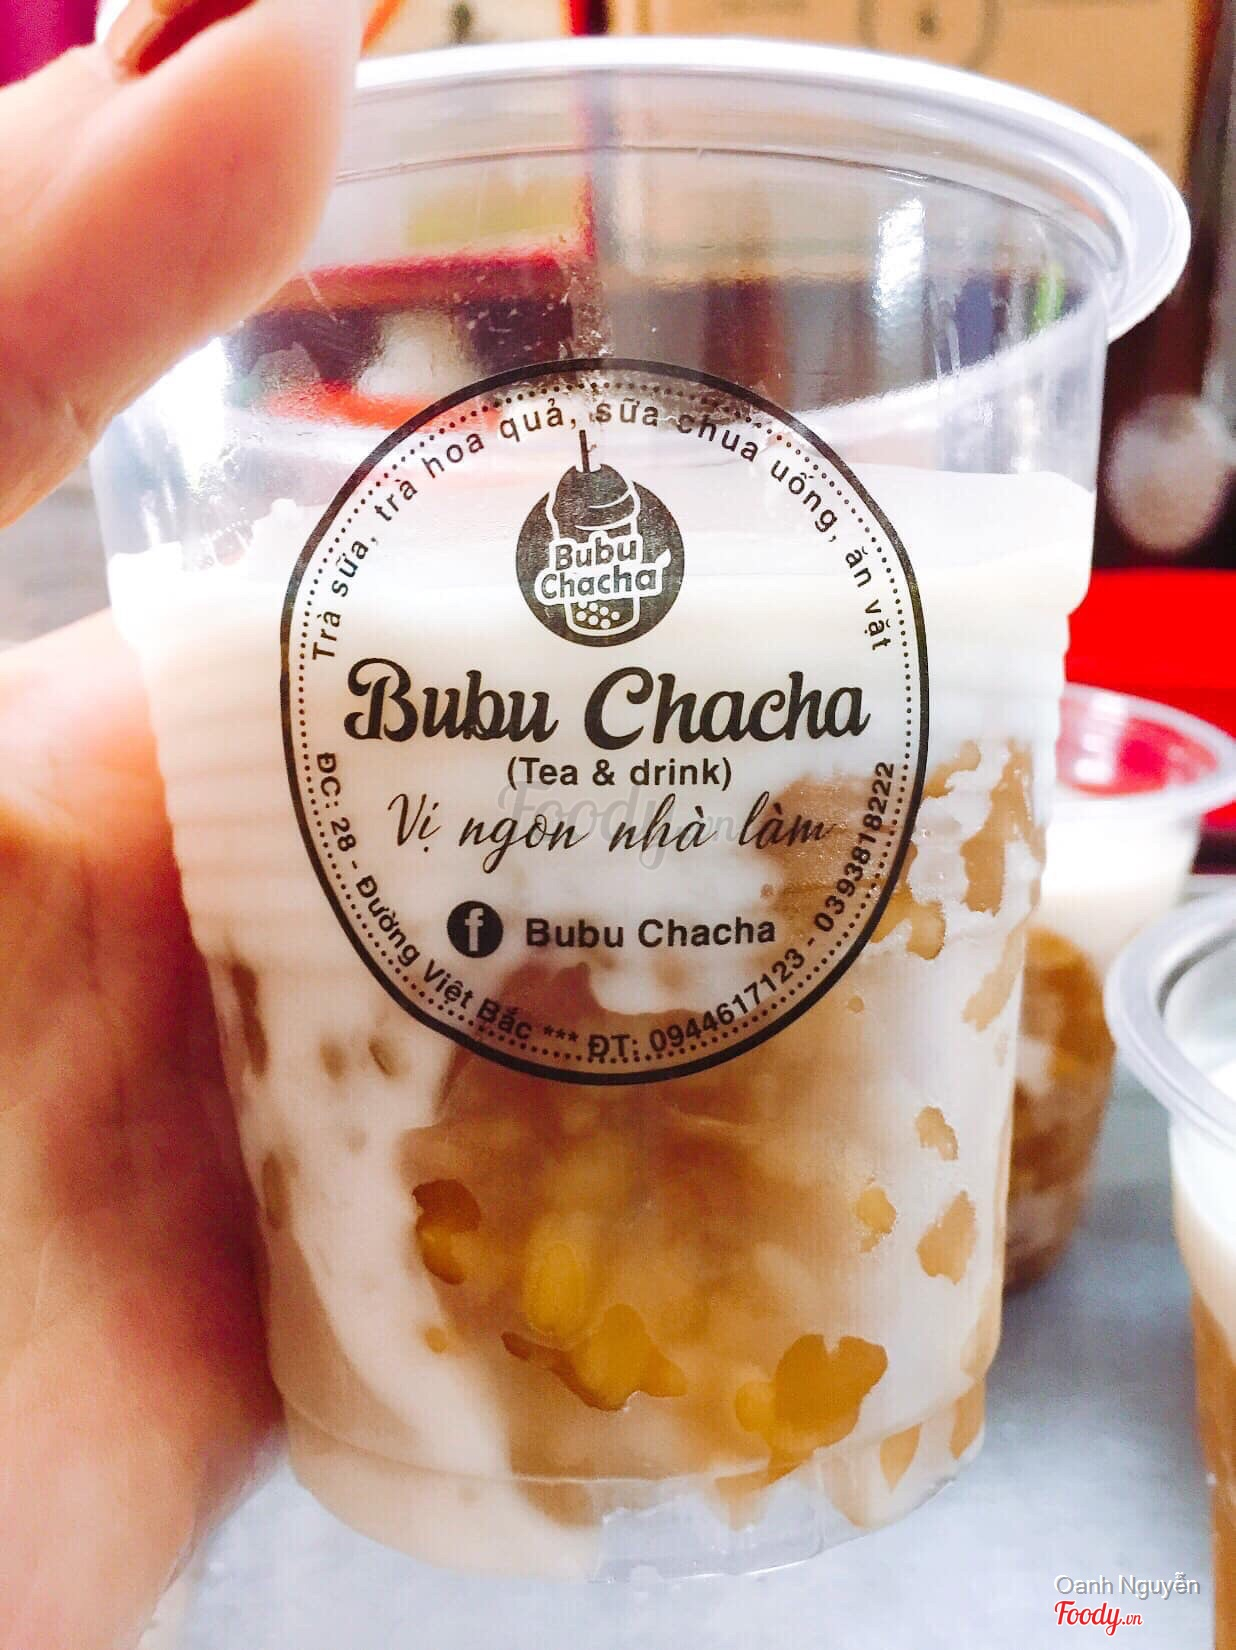 Trà sữa, trà hoa quả, sữa chua uống, ăn vặt
Bubu
Chacha
Bubu Chacha
(Tea & drink)
Vị ngon nhà làm
Foody.vn
f Bubu Chacha
ĐC: 28 - Đường Việt Bắc *** ĐT: 0944617123 - 0393818222
Oanh Nguyễn
Foody.vn